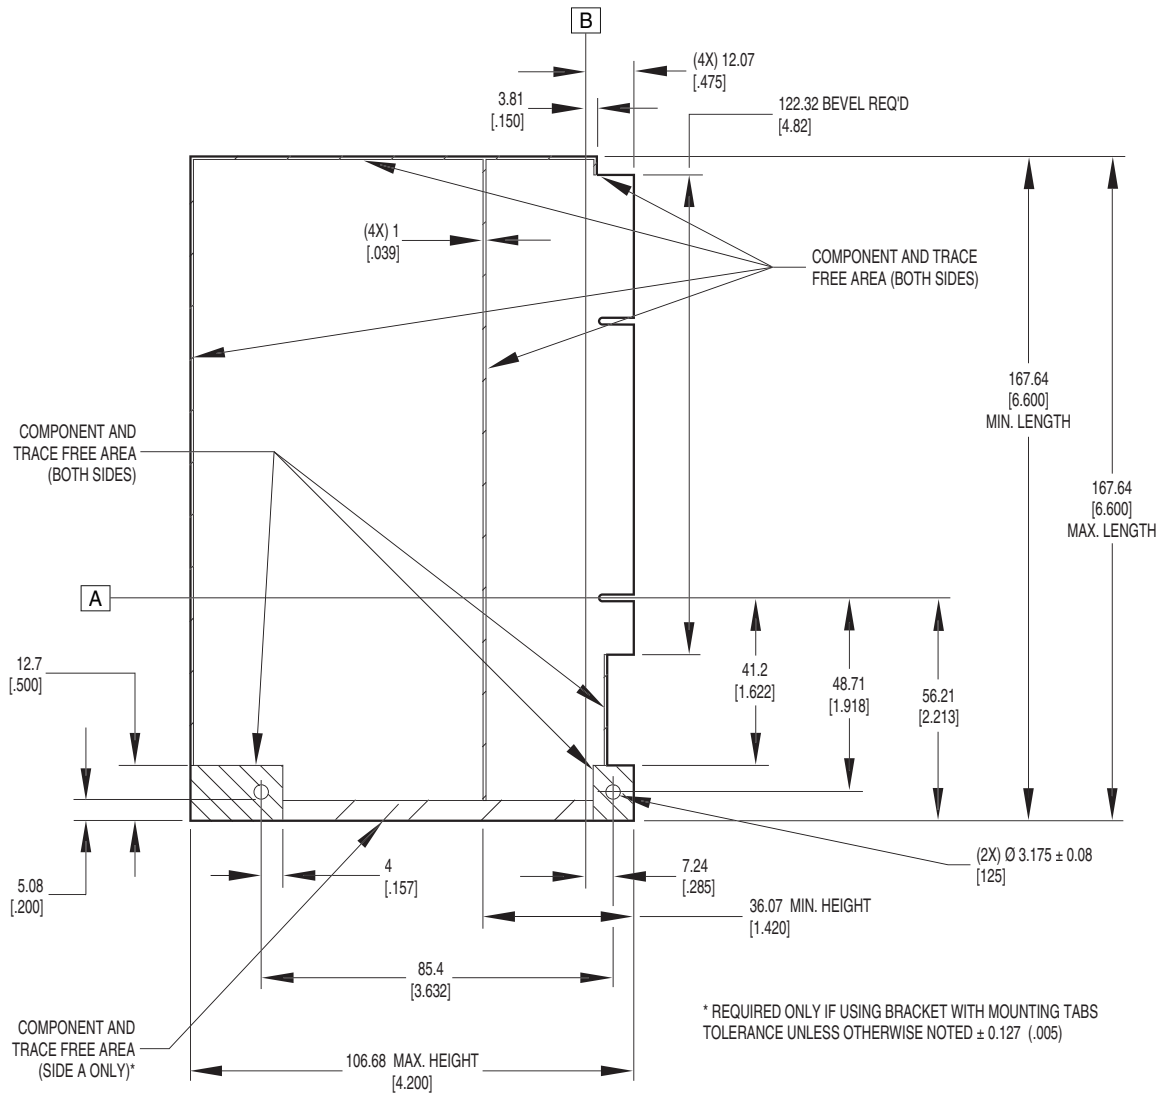 B
(4X) 12.07
[.475]
3.81
[.150]
122.32 BEVEL REQ'D
[4.82]
(4X) 1
[.039]
COMPONENT AND TRACE
FREE AREA (BOTH SIDES)
167.64
[6.600]
MIN. LENGTH
COMPONENT AND
TRACE FREE AREA
(BOTH SIDES)
167.64
[6.600]
MAX. LENGTH
A
12.7
[.500]
41.2
[1.622]
48.71
[1.918]
56.21
[2.213]
5.08
[.200]
4
[.157]
7.24
[.285]
(2X) Ø 3.175 ± 0.08
[125]
36.07 MIN. HEIGHT
[1.420]
85.4
[3.632]
* REQUIRED ONLY IF USING BRACKET WITH MOUNTING TABS
TOLERANCE UNLESS OTHERWISE NOTED ± 0.127 (.005)
COMPONENT AND
TRACE FREE AREA
(SIDE A ONLY)*
106.68 MAX. HEIGHT
[4.200]